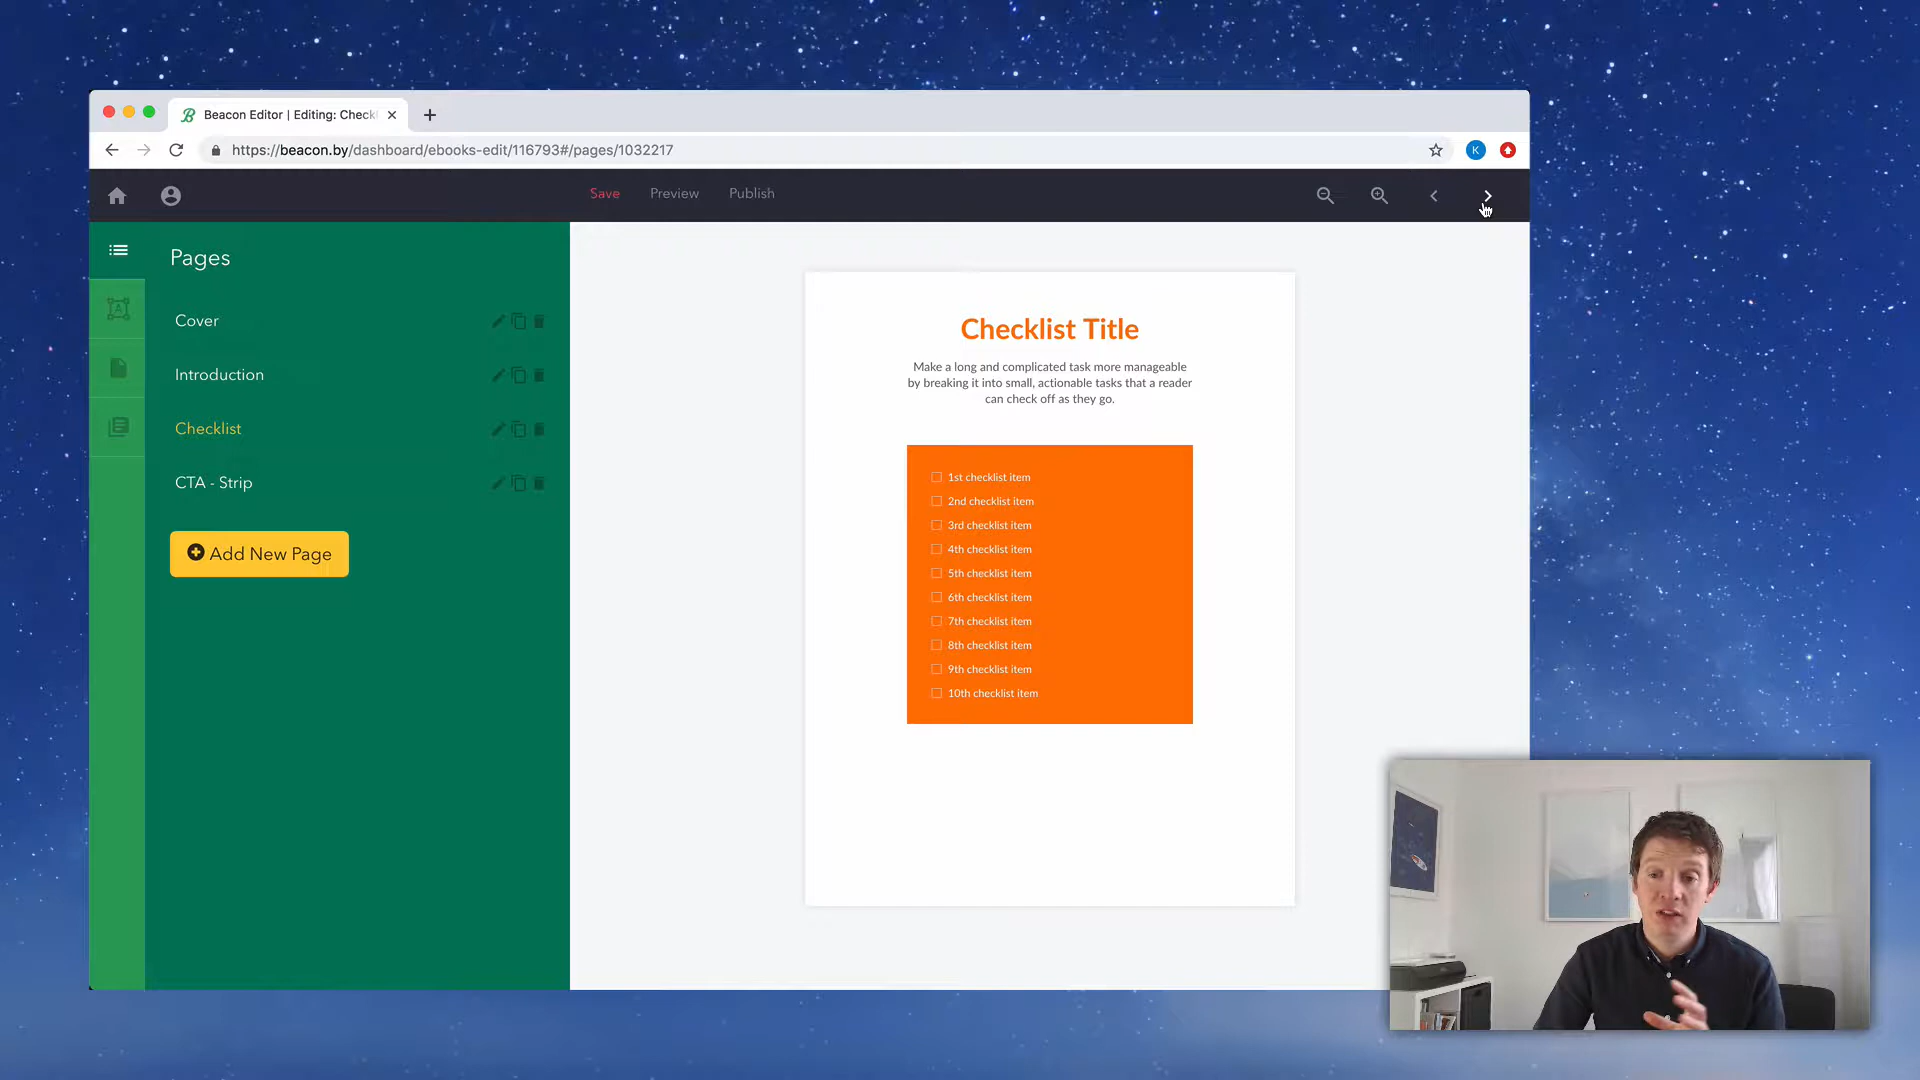 Beacon Editor | Editing: Check
https://beacon.by/dashboard/ebooks-edit/116793#/pages/1032217
K
Save Preview Publish
Pages
Cover
Introduction
Checklist
CTA - Strip
Add New Page
Checklist Title
Make a long and complicated task more manageable
by breaking it into small, actionable tasks that a reader
can check off as they go.
1st checklist item
2nd checklist item
3rd checklist item
4th checklist item
5th checklist item
6th checklist item
7th checklist item
8th checklist item
9th checklist item
10th checklist item